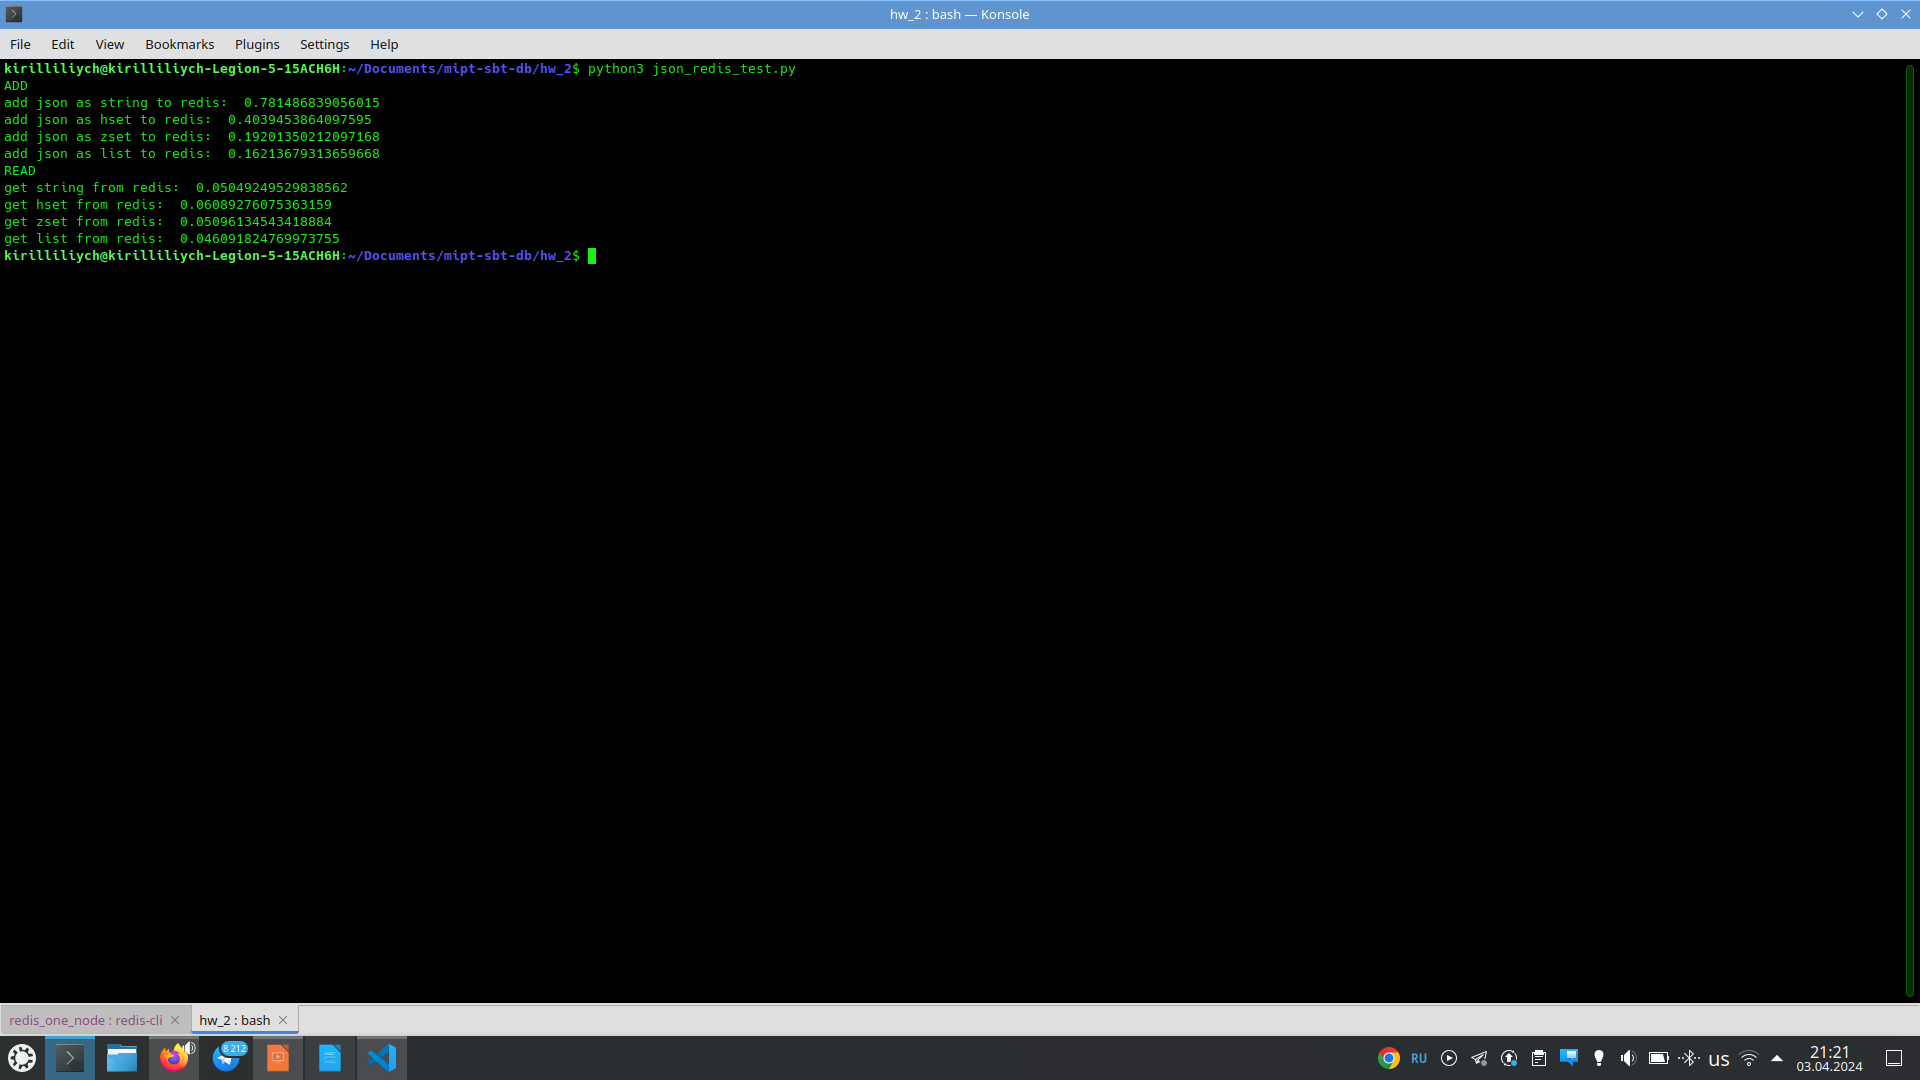 hw_2 : bash — Konsole
File Edit View Bookmarks Plugins Settings Help
kirilliliych@kirilliliych-Legion-5-15ACH6H:~/Documents/mipt-sbt-db/hw_2$ python3 json_redis_test.py
ADD
add json as string to redis:  0.781486839056015
add json as hset to redis:  0.4039453864097595
add json as zset to redis:  0.19201350212097168
add json as list to redis:  0.16213679313659668
READ
get string from redis:  0.05049249529838562
get hset from redis:  0.06089276075363159
get zset from redis:  0.05096134543418884
get list from redis:  0.046091824769973755
kirilliliych@kirilliliych-Legion-5-15ACH6H:~/Documents/mipt-sbt-db/hw_2$
redis_one_node : redis-cli
hw_2 : bash
8 212
RU
us
21:21
03.04.2024